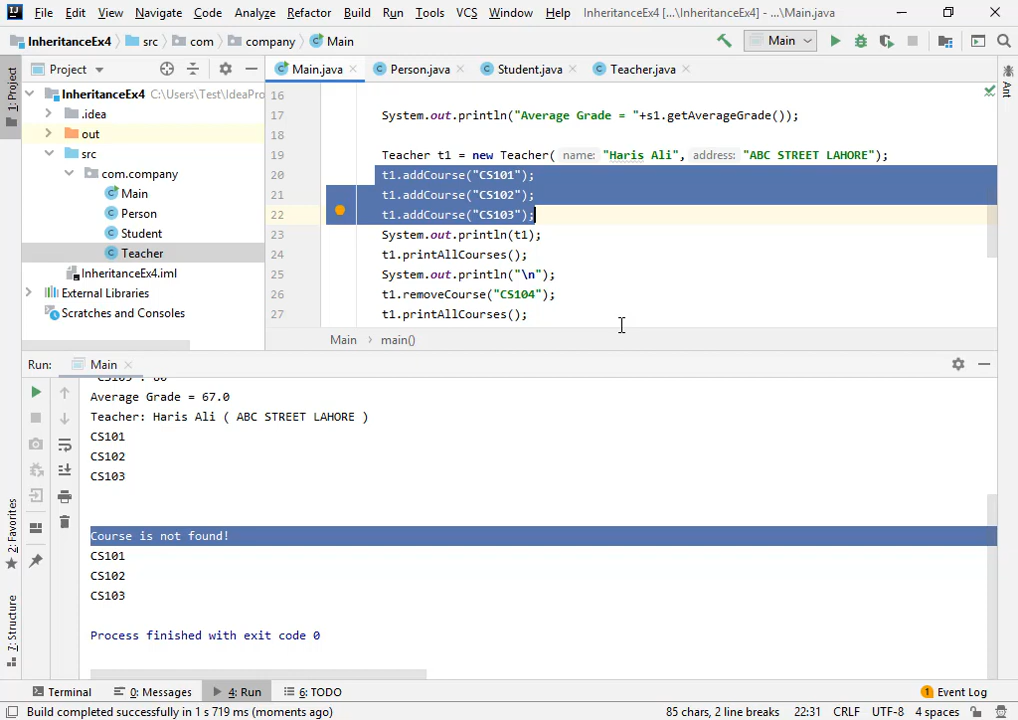 File Edit View Navigate Code Analyze Refactor Build Run Tools VCS Window Help InheritanceEx4 [...\InheritanceEx4] - ...\Main.java
InheritanceEx4 src com company Main Main
1: Project
Project
Main.java Person.java Student.java Teacher.java
Ant
InheritanceEx4 C:\Users\Test\IdeaPro
.idea
out
src
com.company
Main
Person
Student
Teacher
InheritanceEx4.iml
External Libraries
Scratches and Consoles
16
17 System.out.println("Average Grade = "+s1.getAverageGrade());
18
19 Teacher t1 = new Teacher( name: "Haris Ali", address: "ABC STREET LAHORE");
20 t1.addCourse("CS101");
21 t1.addCourse("CS102");
22 t1.addCourse("CS103");
23 System.out.println(t1);
24 t1.printAllCourses();
25 System.out.println("\n");
26 t1.removeCourse("CS104");
27 t1.printAllCourses();
Main main()
Run: Main
Average Grade = 67.0
Teacher: Haris Ali ( ABC STREET LAHORE )
CS101
CS102
CS103
Course is not found!
CS101
CS102
CS103
Process finished with exit code 0
2: Favorites
7: Structure
Terminal 0: Messages 4: Run 6: TODO 1 Event Log
Build completed successfully in 1 s 719 ms (moments ago) 85 chars, 2 line breaks 22:31 CRLF UTF-8 4 spaces